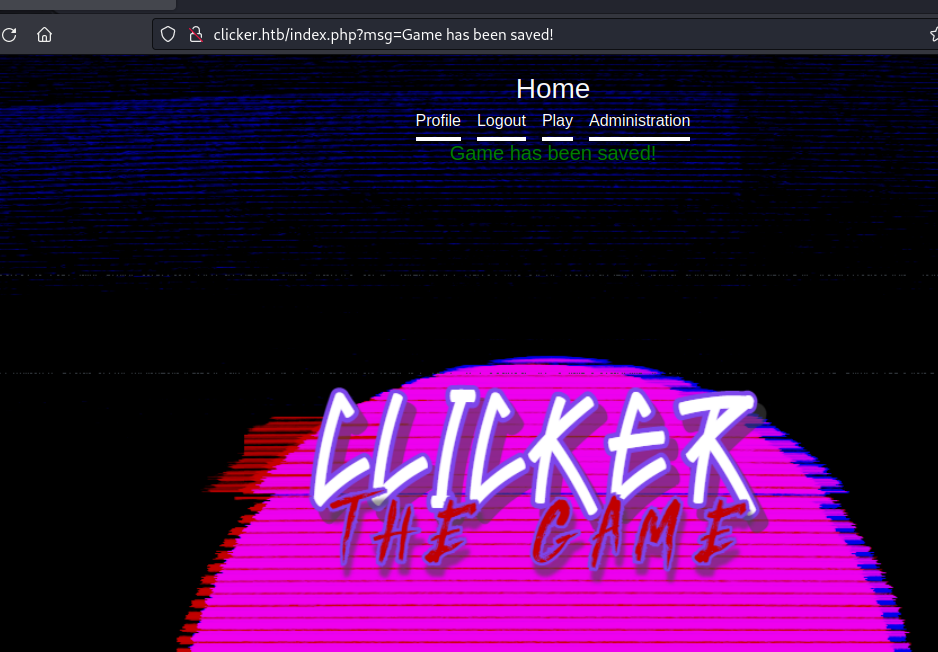 clicker.htb/index.php?msg=Game has been saved!
Home
Profile Logout Play Administration
Game has been saved!
CLICKER
THE GAME